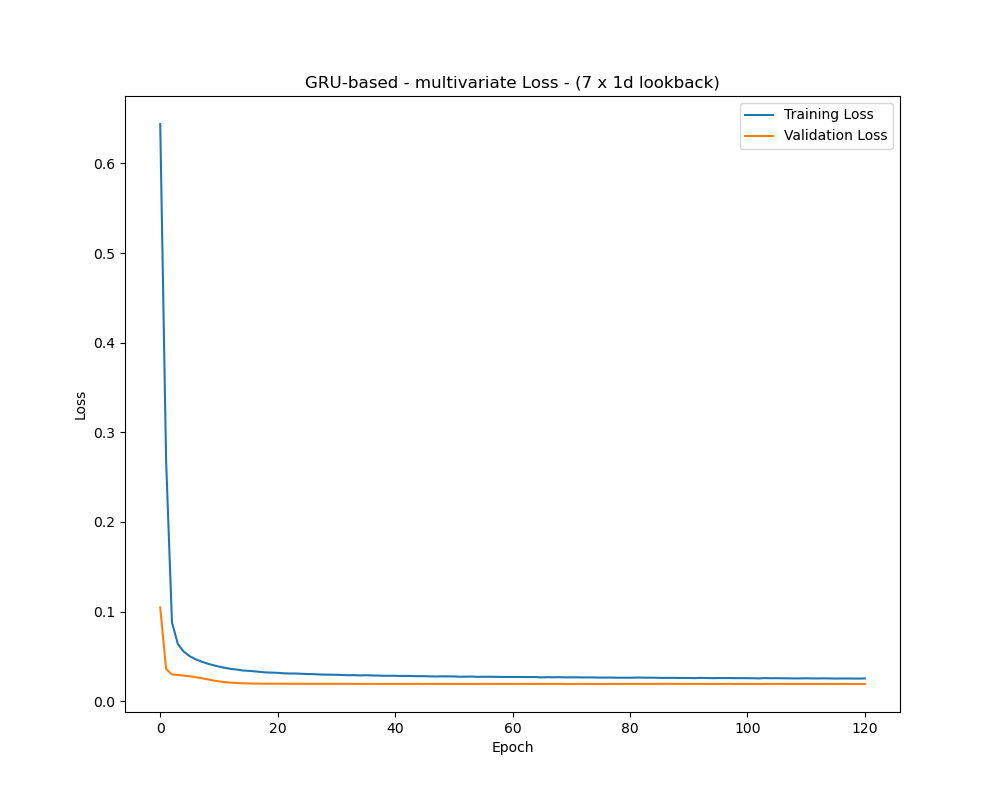 GRU-based - multivariate Loss - (7 x 1d lookback)
Training Loss
Validation Loss
0.6
0.5
0.4
0.3
0.2
0.1
0.0
Loss
0 20 40 60 80 100 120
Epoch